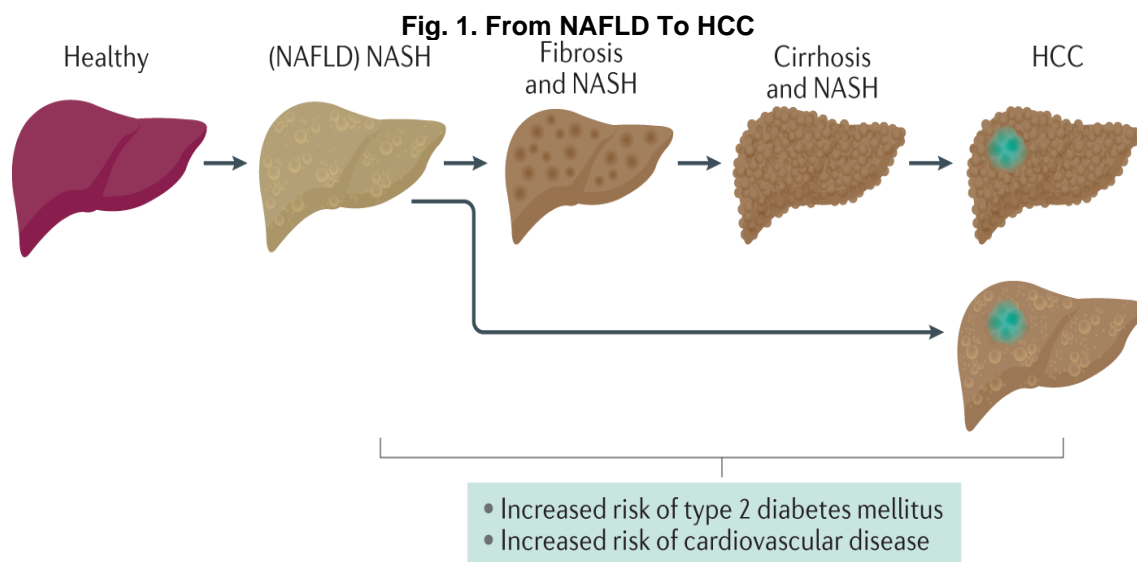 Fig. 1. From NAFLD To HCC
Healthy
(NAFLD) NASH
Fibrosis
and NASH
Cirrhosis
and NASH
HCC
• Increased risk of type 2 diabetes mellitus
• Increased risk of cardiovascular disease